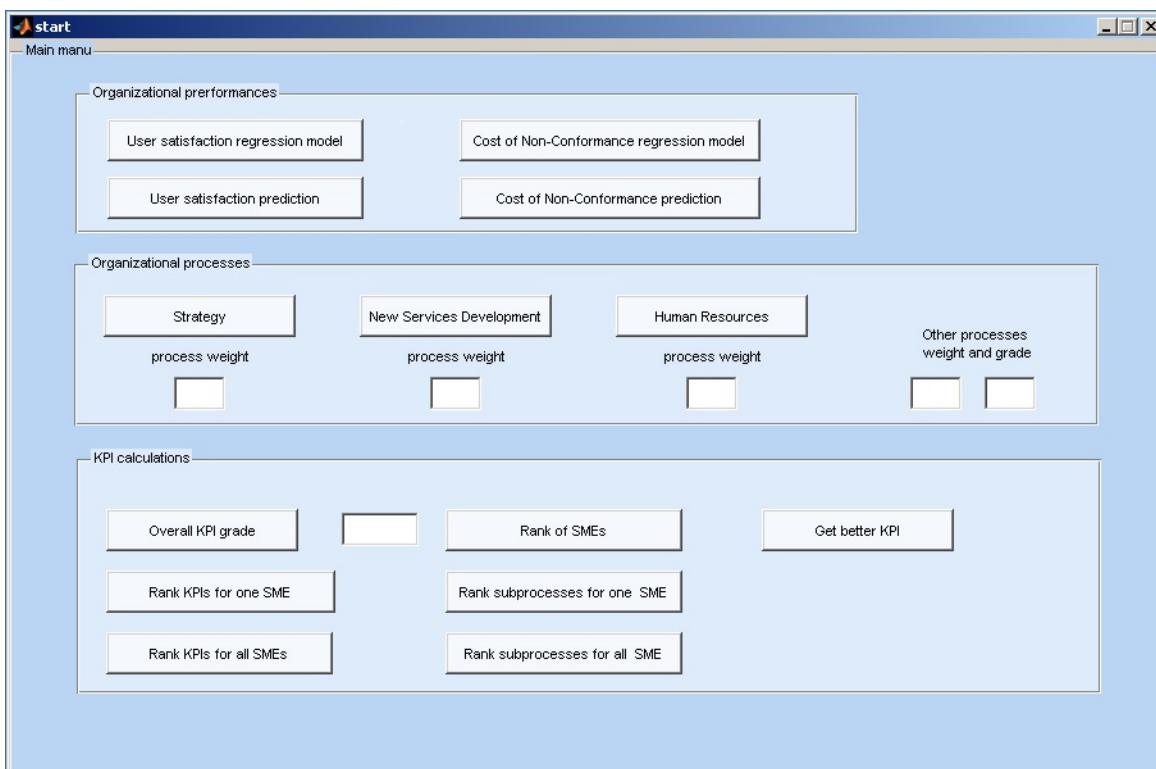 start
Main manu
Organizational prerformances
User satisfaction regression model
Cost of Non-Conformance regression model
User satisfaction prediction
Cost of Non-Conformance prediction
Organizational processes
Strategy
New Services Development
Human Resources
process weight
process weight
process weight
Other processes
weight and grade
KPI calculations
Overall KPI grade
Rank of SMEs
Get better KPI
Rank KPIs for one SME
Rank subprocesses for one  SME
Rank KPIs for all SMEs
Rank subprocesses for all  SME